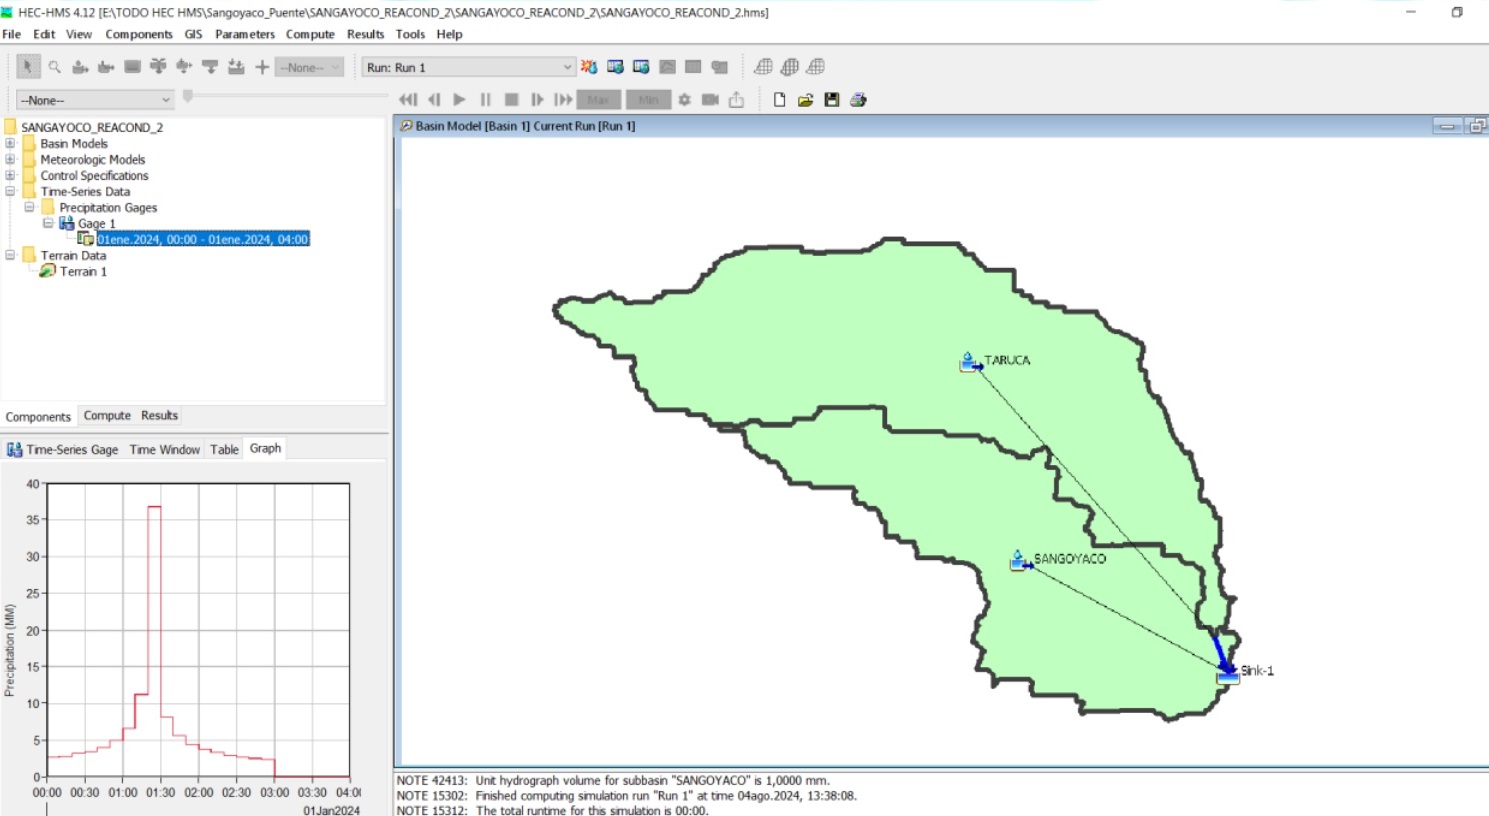 HEC-HMS 4.12 [E:\TODO HEC HMS\Sangoyaco_Puente\SANGAYOCO_REACOND_2\SANGAYOCO_REACOND_2\SANGAYOCO_REACOND_2.hms]
File Edit View Components GIS Parameters Compute Results Tools Help
--None-- Run: Run 1
--None-- Max Min
SANGAYOCO_REACOND_2
Basin Models
Meteorologic Models
Control Specifications
Time-Series Data
Precipitation Gages
Gage 1
01ene.2024, 00:00 - 01ene.2024, 04:00
Terrain Data
Terrain 1
Components Compute Results
Time-Series Gage Time Window Table Graph
40
35
30
25
20
15
10
5
0
Precipitation (MM)
00:00 00:30 01:00 01:30 02:00 02:30 03:00 03:30 04:0
01Jan2024
Basin Model [Basin 1] Current Run [Run 1]
TARUCA
SANGOYACO
Sink-1
NOTE 42413: Unit hydrograph volume for subbasin "SANGOYACO" is 1,0000 mm.
NOTE 15302: Finished computing simulation run "Run 1" at time 04ago.2024, 13:38:08.
NOTE 15312: The total runtime for this simulation is 00:00.